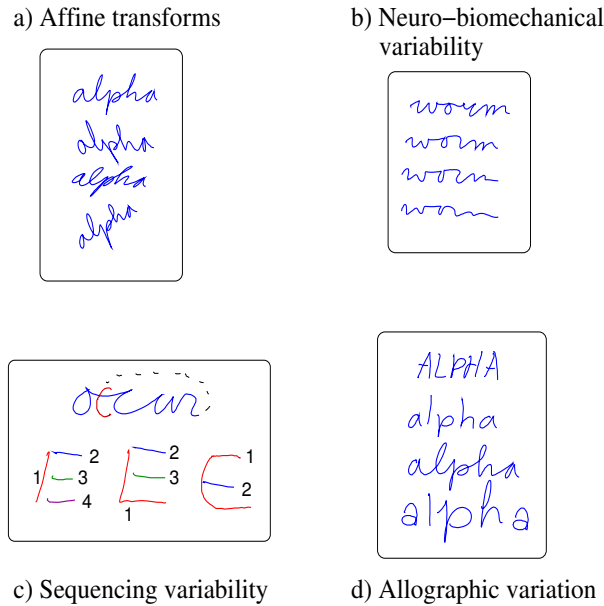 a) Affine transforms
alpha
alpha
alpha
alpha
b) Neuro−biomechanical
variability
worm
worm
worm
worm
occur
1 2 3 4
1 2 3
1 2
c) Sequencing variability
ALPHA
alpha
alpha
alpha
d) Allographic variation